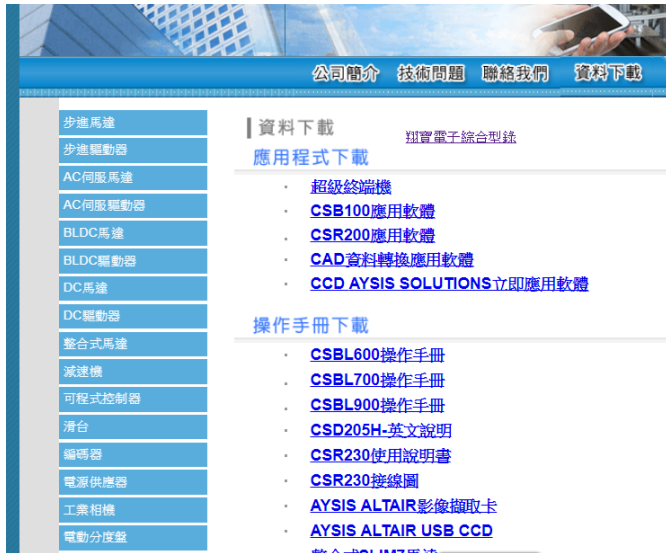 公司簡介 技術問題 聯絡我們 資料下載
步進馬達
步進驅動器
AC伺服馬達
AC伺服驅動器
BLDC馬達
BLDC驅動器
DC馬達
DC驅動器
整合式馬達
減速機
可程式控制器
滑台
編碼器
電源供應器
工業相機
電動分度盤
資料下載
翔寶電子綜合型錄
應用程式下載
超級終端機
CSB100應用軟體
CSR200應用軟體
CAD資料轉換應用軟體
CCD AYSIS SOLUTIONS立即應用軟體
操作手冊下載
CSBL600操作手冊
CSBL700操作手冊
CSBL900操作手冊
CSD205H-英文說明
CSR230使用說明書
CSR230接線圖
AYSIS ALTAIR影像擷取卡
AYSIS ALTAIR USB CCD